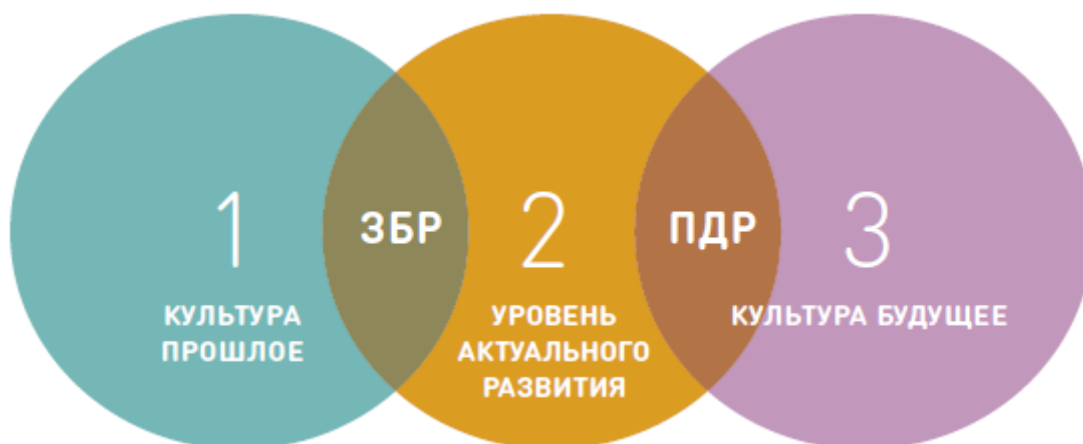 1
ЗБР
2
ПДР
3
КУЛЬТУРА
ПРОШЛОЕ
УРОВЕНЬ
АКТУАЛЬНОГО
РАЗВИТИЯ
КУЛЬТУРА БУДУЩЕЕ